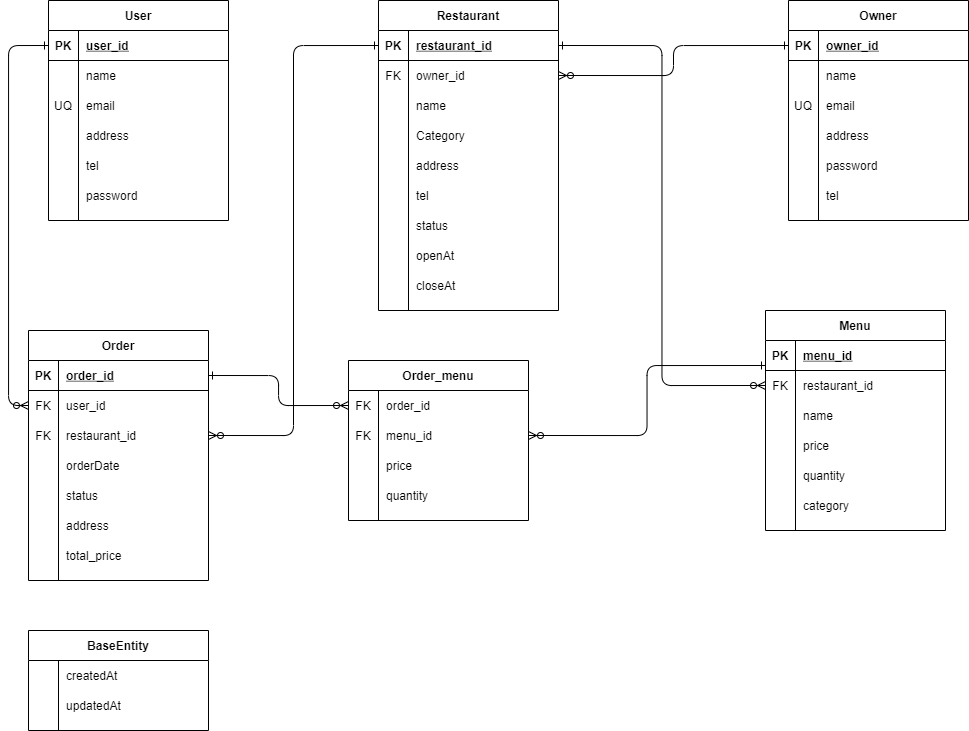 User
PK user_id
name
UQ email
address
tel
password
Restaurant
PK restaurant_id
FK owner_id
name
Category
address
tel
status
openAt
closeAt
Owner
PK owner_id
name
UQ email
address
password
tel
Order
PK order_id
FK user_id
FK restaurant_id
orderDate
status
address
total_price
Order_menu
FK order_id
FK menu_id
price
quantity
Menu
PK menu_id
FK restaurant_id
name
price
quantity
category
BaseEntity
createdAt
updatedAt